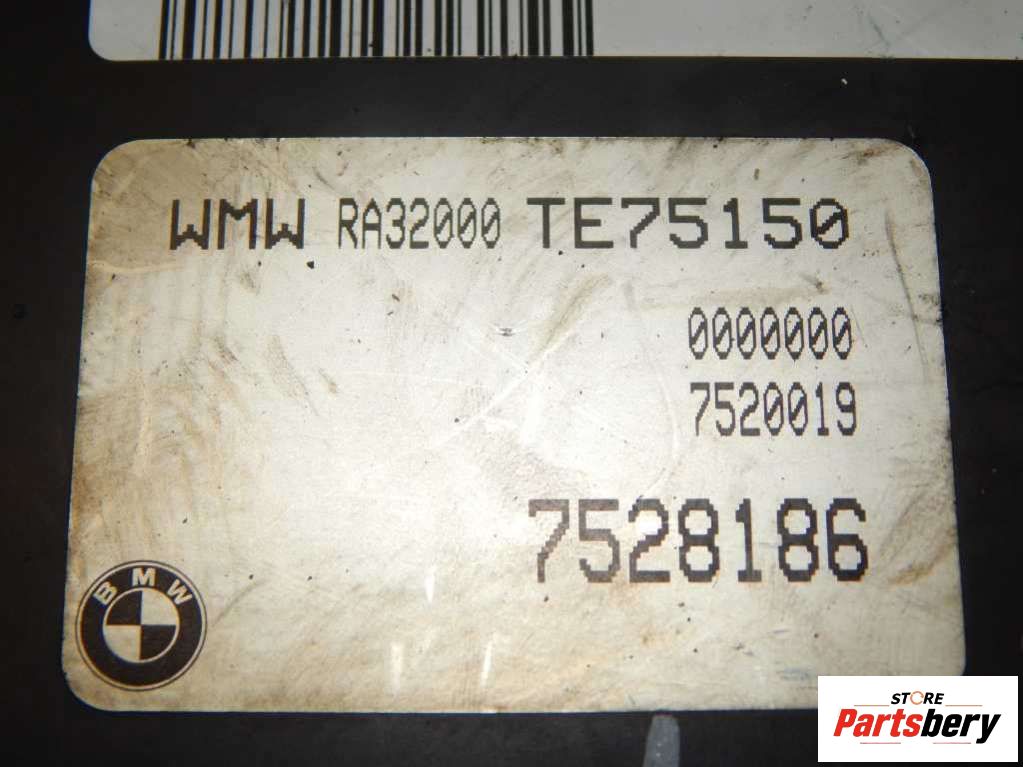 WMW RA32000 TE75150
0000000
7520019
7528186
BMW
STORE
Partsbery